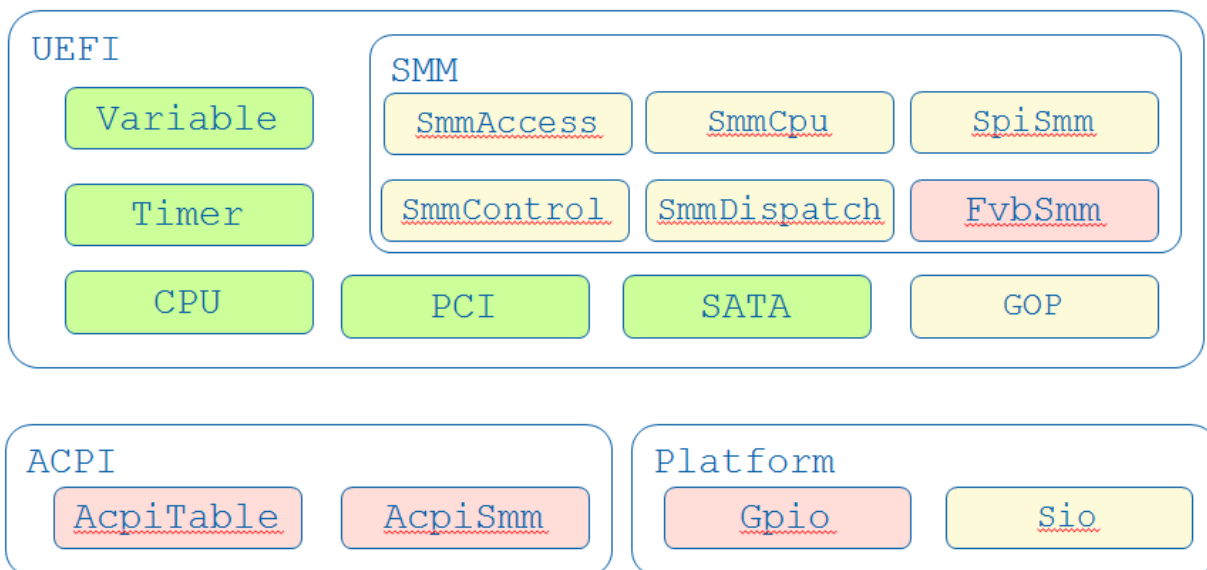 UEFI
SMM
Variable
SmmAccess
SmmCpu
SpiSmm
Timer
SmmControl
SmmDispatch
FvbSmm
CPU
PCI
SATA
GOP
ACPI
AcpiTable
AcpiSmm
Platform
Gpio
Sio